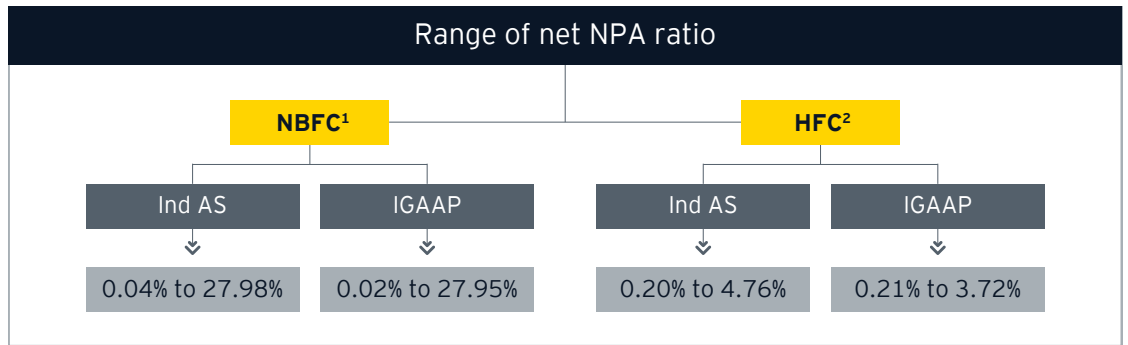 Range of net NPA ratio
NBFC¹
HFC²
Ind AS
IGAAP
Ind AS
IGAAP
0.04% to 27.98%
0.02% to 27.95%
0.20% to 4.76%
0.21% to 3.72%